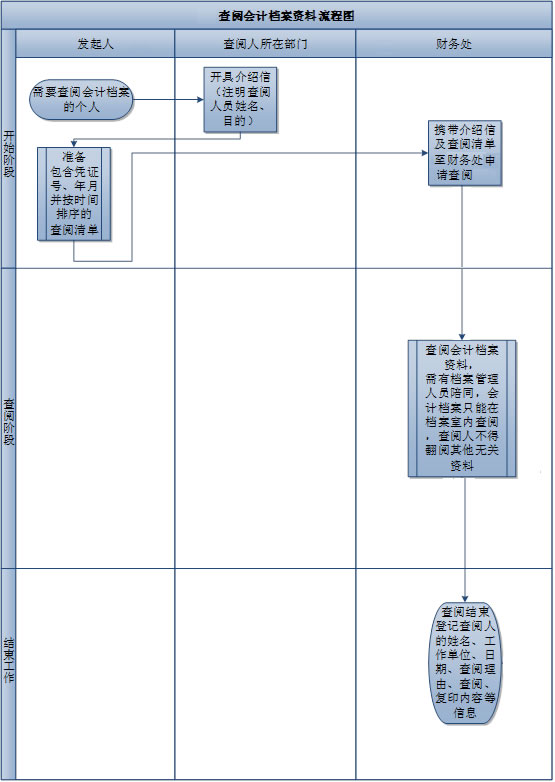 查阅会计档案资料流程图
发起人
查阅人所在部门
财务处
开始阶段
需要查阅会计档案
的个人
开具介绍信
（注明查阅
人员姓名、
目的）
准备
包含凭证
号、年月
并按时间
排序的
查阅清单
携带介绍信
及查阅清单
至财务处申
请查阅
查阅阶段
查阅会计档案
资料，
需有档案管理
人员陪同，会
计档案只能在
档案室内查阅
，查阅人不得
翻阅其他无关
资料
结束工作
查阅结束
登记查阅人
的姓名、工
作单位、日
期、查阅理
由、查阅、
复印内容等
信息